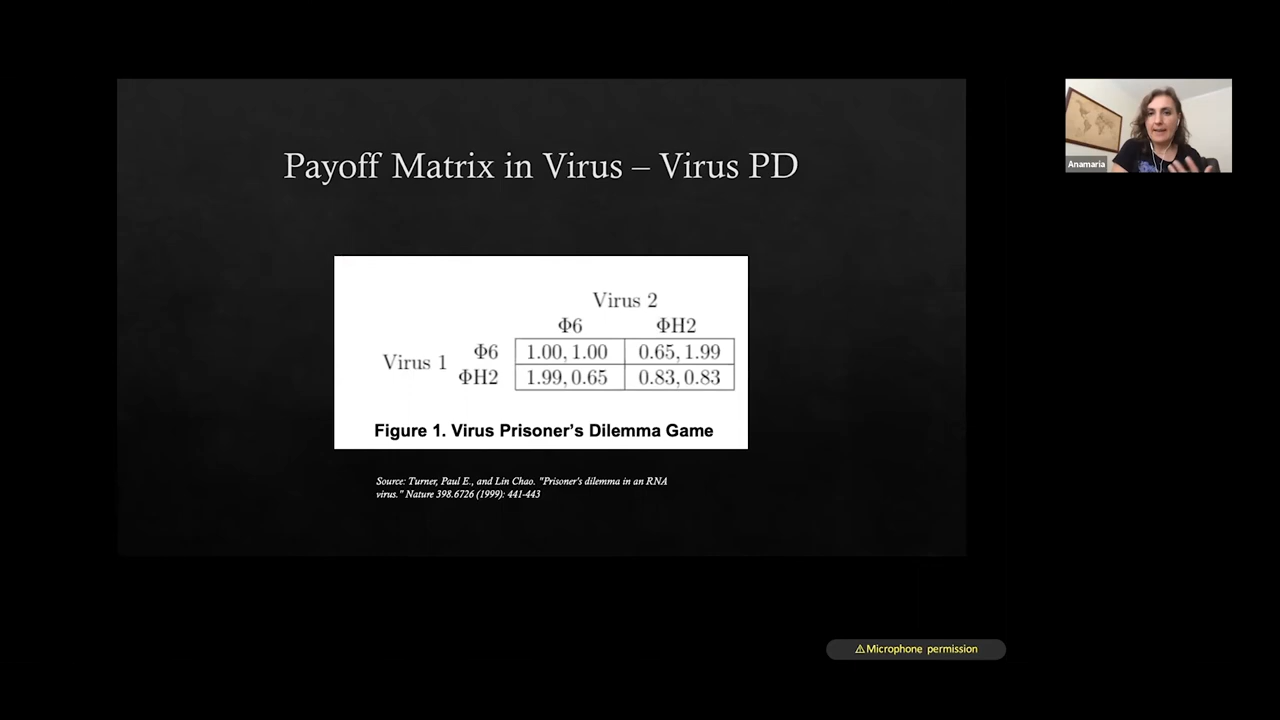 Payoff Matrix in Virus – Virus PD
Virus 2
Φ6 ΦH2
Virus 1
Φ6 1.00, 1.00 0.65, 1.99
ΦH2 1.99, 0.65 0.83, 0.83
Figure 1. Virus Prisoner's Dilemma Game
Source: Turner, Paul E., and Lin Chao. "Prisoner's dilemma in an RNA
virus." Nature 398.6726 (1999): 441-443
Anamaria
⚠Microphone permission